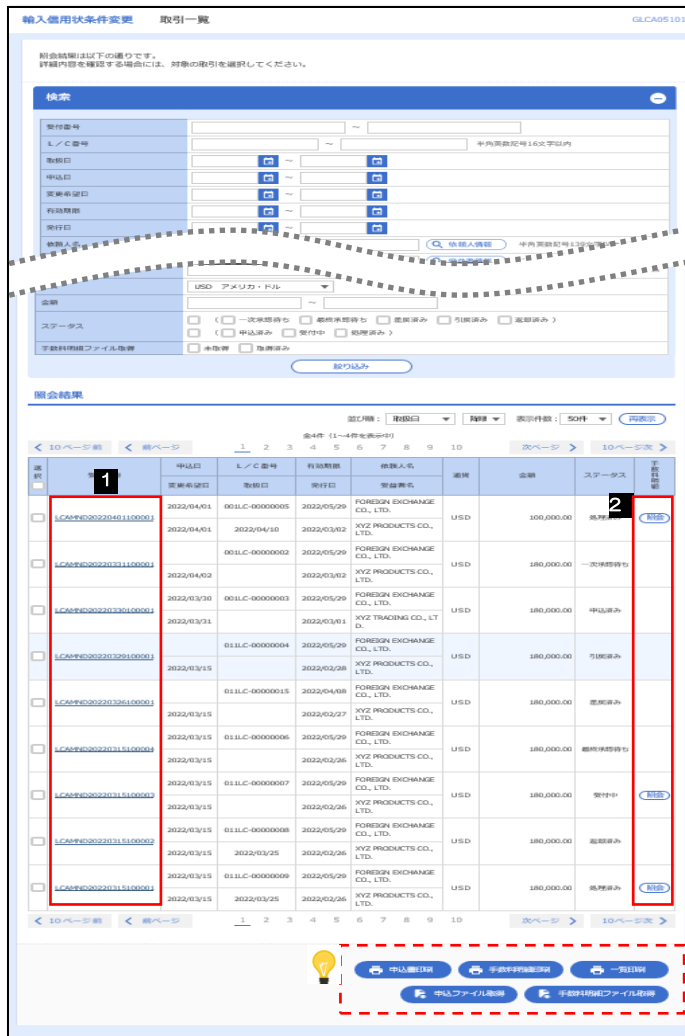 輸入信用状条件変更 取引一覧 GLCA05101
照会結果は以下の通りです。
詳細内容を確認する場合には、対象の取引を選択してください。
検索
受付番号 ～
L／C番号 ～ 半角英数記号16文字以内
取扱日 ～
申込日 ～
変更希望日 ～
有効期限 ～
発行日 ～
依頼人名 依頼人情報
USD アメリカ・ドル
金額 ～
ステータス （ 一次承認待ち 最終承認待ち 差戻済み 引戻済み 返却済み ）
（ 申込済み 受付中 処理済み ）
手数料明細ファイル取得 未取得 取得済み
絞り込み
照会結果
並び順： 取扱日 降順 表示件数： 50件 再表示
全4件（1～4件を表示中）
10ページ前 前ページ 1 2 3 4 5 6 7 8 9 10 次ページ 10ページ次
選択 申込日 L／C番号 有効期限 依頼人名 通貨 金額 ステータス 手数料明細
1
変更希望日 取扱日 発行日 受益者名
2
2022/04/01 001LC-00000005 2022/05/29 FOREIGN EXCHANGE CO., LTD.
LCAMND20220401100001 USD 100,000.00 照会
2022/04/01 2022/04/10 2022/03/02 XYZ PRODUCTS CO., LTD.
001LC-00000002 2022/05/29 FOREIGN EXCHANGE CO., LTD.
LCAMND20220331100001 USD 180,000.00 一次承認待ち
2022/04/02 2022/03/02 XYZ PRODUCTS CO., LTD.
2022/03/30 001LC-00000003 2022/05/29 FOREIGN EXCHANGE CO., LTD.
LCAMND20220330100001 USD 180,000.00 申込済み
2022/03/31 2022/03/01 XYZ TRADING CO., LTD.
011LC-00000004 2022/05/29 FOREIGN EXCHANGE CO., LTD.
LCAMND20220329100001 USD 180,000.00 引戻済み
2022/03/15 2022/02/28 XYZ PRODUCTS CO., LTD.
011LC-00000015 2022/04/08 FOREIGN EXCHANGE CO., LTD.
LCAMND20220326100001 USD 180,000.00 差戻済み
2022/03/15 2022/02/27 XYZ PRODUCTS CO., LTD.
2022/03/15 011LC-00000006 2022/05/29 FOREIGN EXCHANGE CO., LTD.
LCAMND20220315100004 USD 180,000.00 最終承認待ち
2022/03/15 2022/02/26 XYZ PRODUCTS CO., LTD.
2022/03/15 011LC-00000007 2022/05/29 FOREIGN EXCHANGE CO., LTD.
LCAMND20220315100003 USD 180,000.00 受付中 照会
2022/03/15 2022/02/26 XYZ PRODUCTS CO., LTD.
2022/03/15 011LC-00000008 2022/05/29 FOREIGN EXCHANGE CO., LTD.
LCAMND20220315100002 USD 180,000.00 返却済み
2022/03/15 2022/03/25 2022/02/26 XYZ PRODUCTS CO., LTD.
2022/03/15 011LC-00000009 2022/05/29 FOREIGN EXCHANGE CO., LTD.
LCAMND20220315100001 USD 180,000.00 処理済み 照会
2022/03/15 2022/03/25 2022/02/26 XYZ PRODUCTS CO., LTD.
10ページ前 前ページ 1 2 3 4 5 6 7 8 9 10 次ページ 10ページ次
申込書印刷 手数料明細印刷 一覧印刷
申込ファイル取得 手数料明細ファイル取得